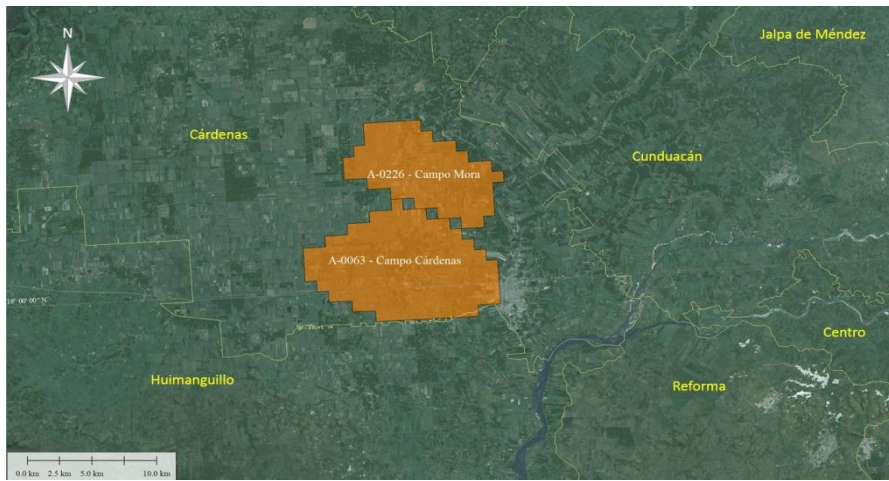 N
Jalpa de Méndez
Cárdenas
Cunduacán
A-0226 - Campo Mora
A-0063 - Campo Cárdenas
18° 00' 00" N
Centro
Huimanguillo
Reforma
0.0 km 2.5 km 5.0 km 10.0 km